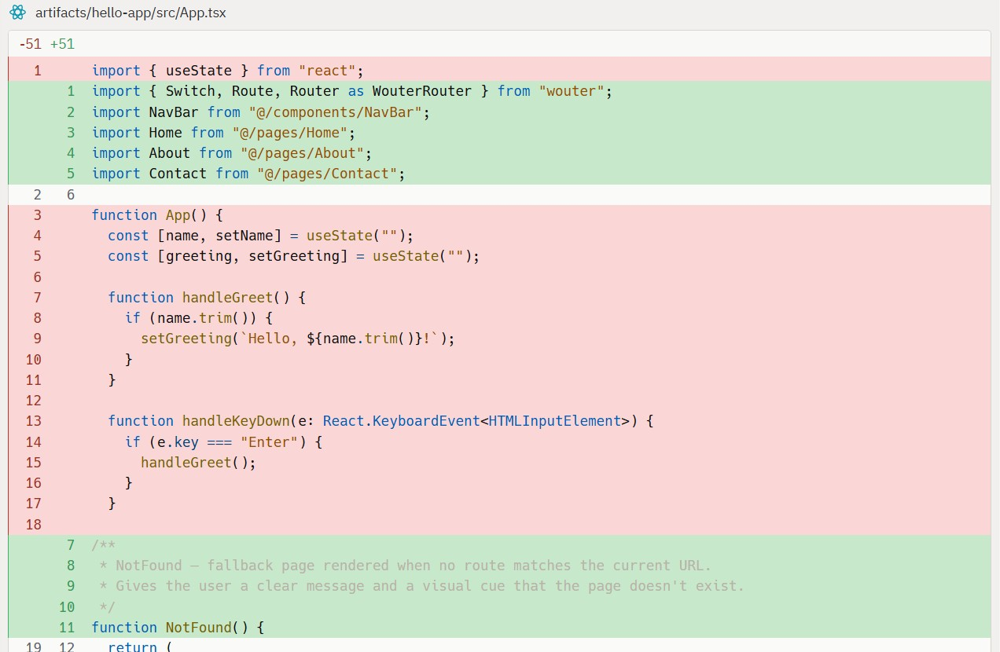 artifacts/hello-app/src/App.tsx
-51 +51
1 import { useState } from "react";
1 import { Switch, Route, Router as WouterRouter } from "wouter";
2 import NavBar from "@/components/NavBar";
3 import Home from "@/pages/Home";
4 import About from "@/pages/About";
5 import Contact from "@/pages/Contact";
2 6
3 function App() {
4   const [name, setName] = useState("");
5   const [greeting, setGreeting] = useState("");
6
7   function handleGreet() {
8     if (name.trim()) {
9       setGreeting(`Hello, ${name.trim()}!`);
10     }
11   }
12
13   function handleKeyDown(e: React.KeyboardEvent<HTMLInputElement>) {
14     if (e.key === "Enter") {
15       handleGreet();
16     }
17   }
18
7 /**
8  * NotFound — fallback page rendered when no route matches the current URL.
9  * Gives the user a clear message and a visual cue that the page doesn't exist.
10  */
11 function NotFound() {
19 12   return (